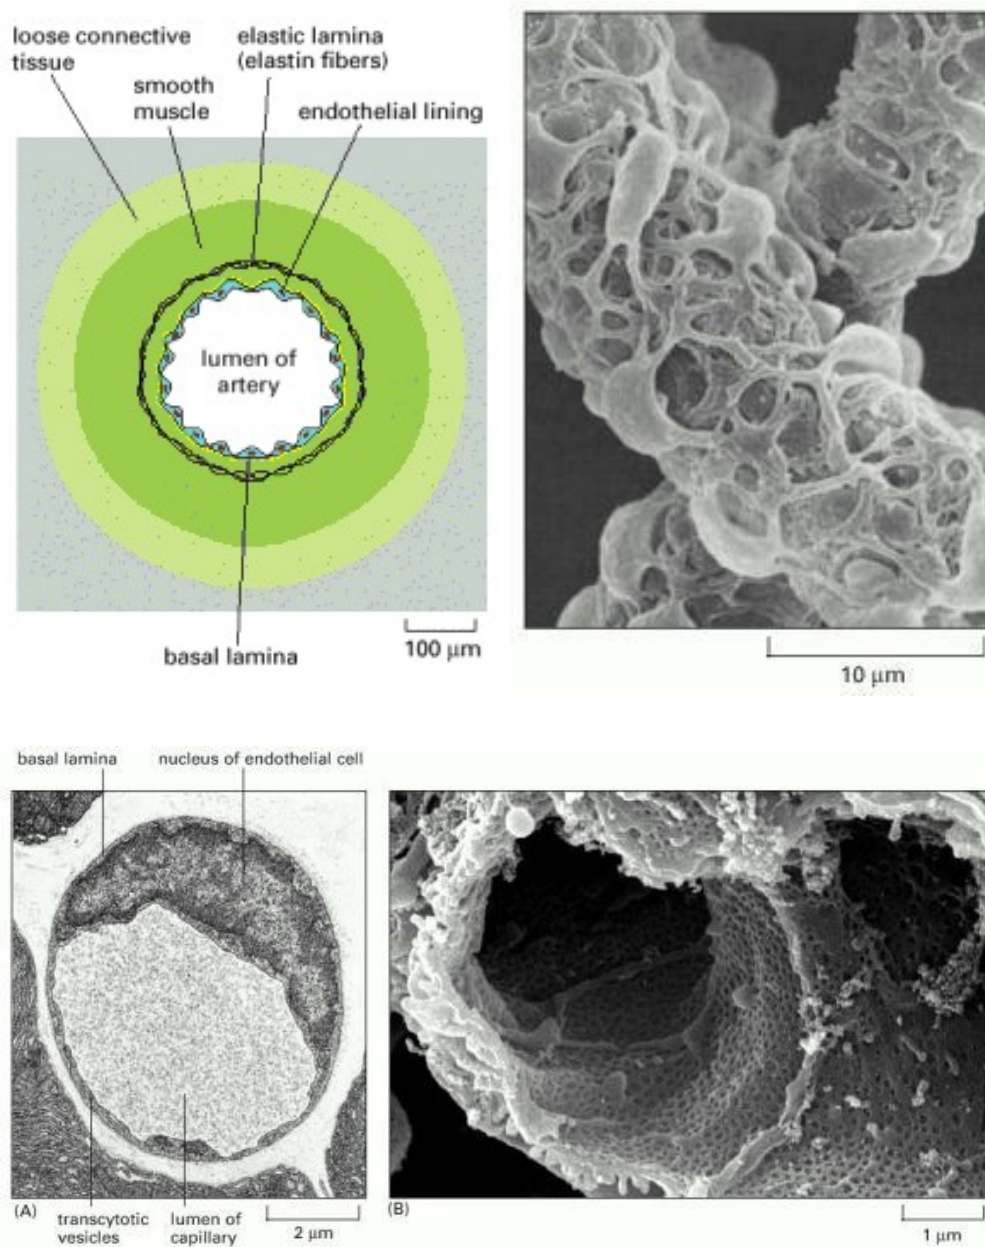 loose connective
tissue
elastic lamina
(elastin fibers)
smooth
muscle
endothelial lining
lumen of
artery
100 µm
basal lamina
10 µm
basal lamina
nucleus of endothelial cell
(A)
transcytotic
vesicles
lumen of
capillary
2 µm
(B)
1 µm